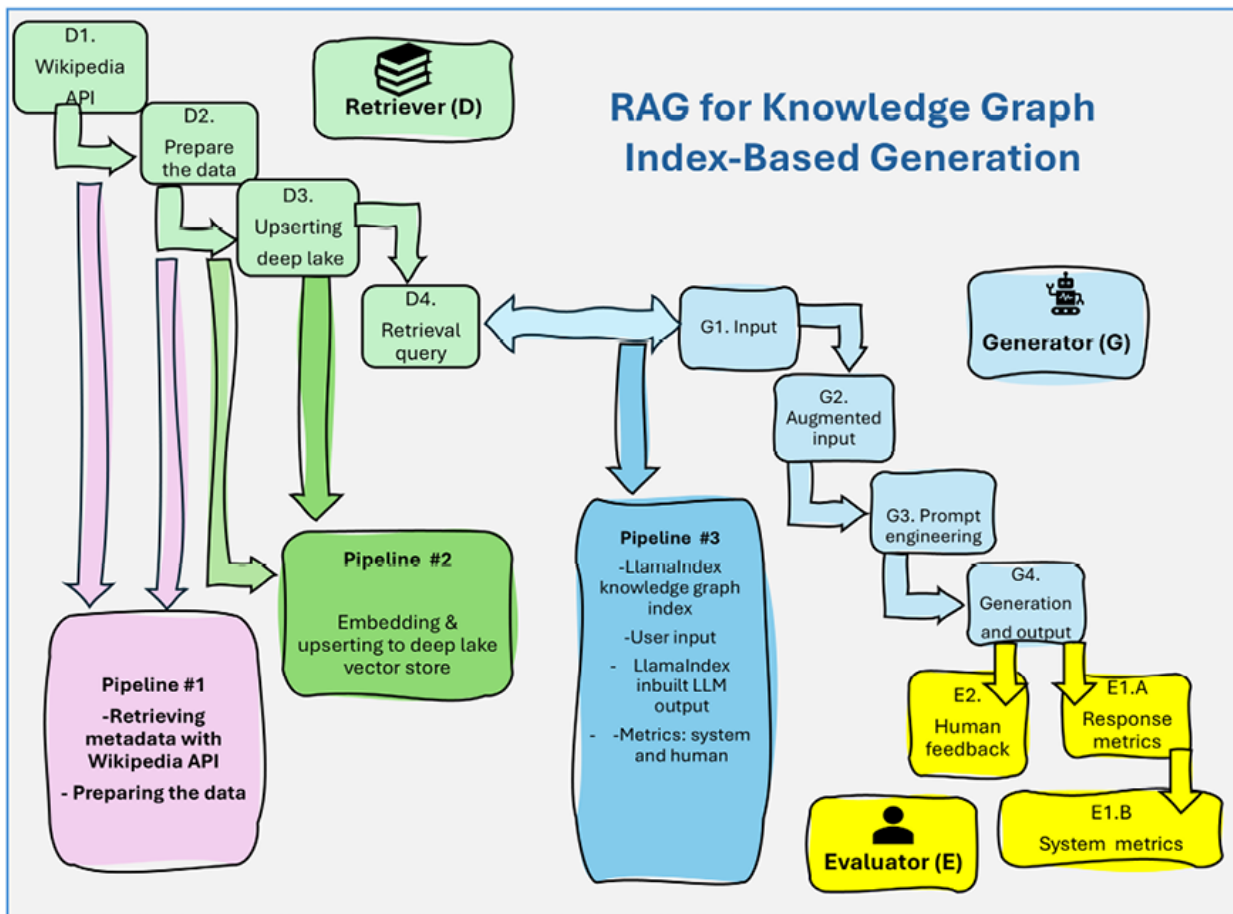 D1.
Wikipedia
API
Retriever (D)
RAG for Knowledge Graph
Index-Based Generation
D2.
Prepare
the data
D3.
Upserting
deep lake
D4.
Retrieval
query
G1. Input
Generator (G)
G2.
Augmented
input
G3. Prompt
engineering
G4.
Generation
and output
Pipeline #1
-Retrieving
metadata with
Wikipedia API
- Preparing the data
Pipeline #2
Embedding &
upserting to deep lake
vector store
Pipeline #3
-LlamaIndex
knowledge graph
index
-User input
- LlamaIndex
inbuilt LLM
output
- -Metrics: system
and human
E2.
Human
feedback
E1.A
Response
metrics
E1.B
System metrics
Evaluator (E)